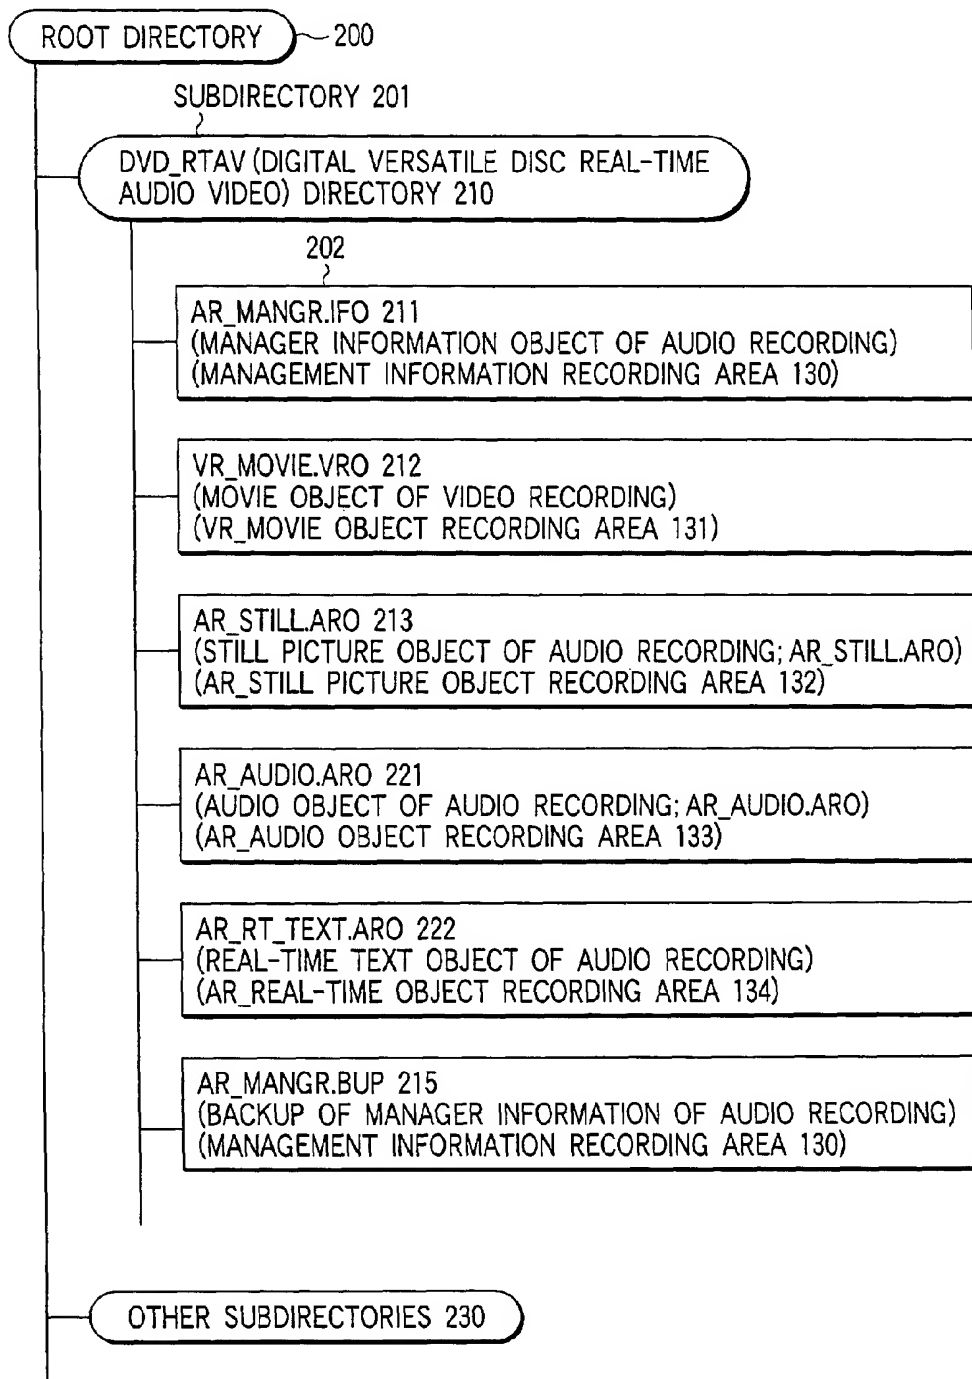 ROOT DIRECTORY
200
SUBDIRECTORY 201
DVD_RTAV (DIGITAL VERSATILE DISC REAL-TIME
AUDIO VIDEO) DIRECTORY 210
202
AR_MANGR.IFO 211
(MANAGER INFORMATION OBJECT OF AUDIO RECORDING)
(MANAGEMENT INFORMATION RECORDING AREA 130)
VR_MOVIE.VRO 212
(MOVIE OBJECT OF VIDEO RECORDING)
(VR_MOVIE OBJECT RECORDING AREA 131)
AR_STILL.ARO 213
(STILL PICTURE OBJECT OF AUDIO RECORDING; AR_STILL.ARO)
(AR_STILL PICTURE OBJECT RECORDING AREA 132)
AR_AUDIO.ARO 221
(AUDIO OBJECT OF AUDIO RECORDING; AR_AUDIO.ARO)
(AR_AUDIO OBJECT RECORDING AREA 133)
AR_RT_TEXT.ARO 222
(REAL-TIME TEXT OBJECT OF AUDIO RECORDING)
(AR_REAL-TIME OBJECT RECORDING AREA 134)
AR_MANGR.BUP 215
(BACKUP OF MANAGER INFORMATION OF AUDIO RECORDING)
(MANAGEMENT INFORMATION RECORDING AREA 130)
OTHER SUBDIRECTORIES 230